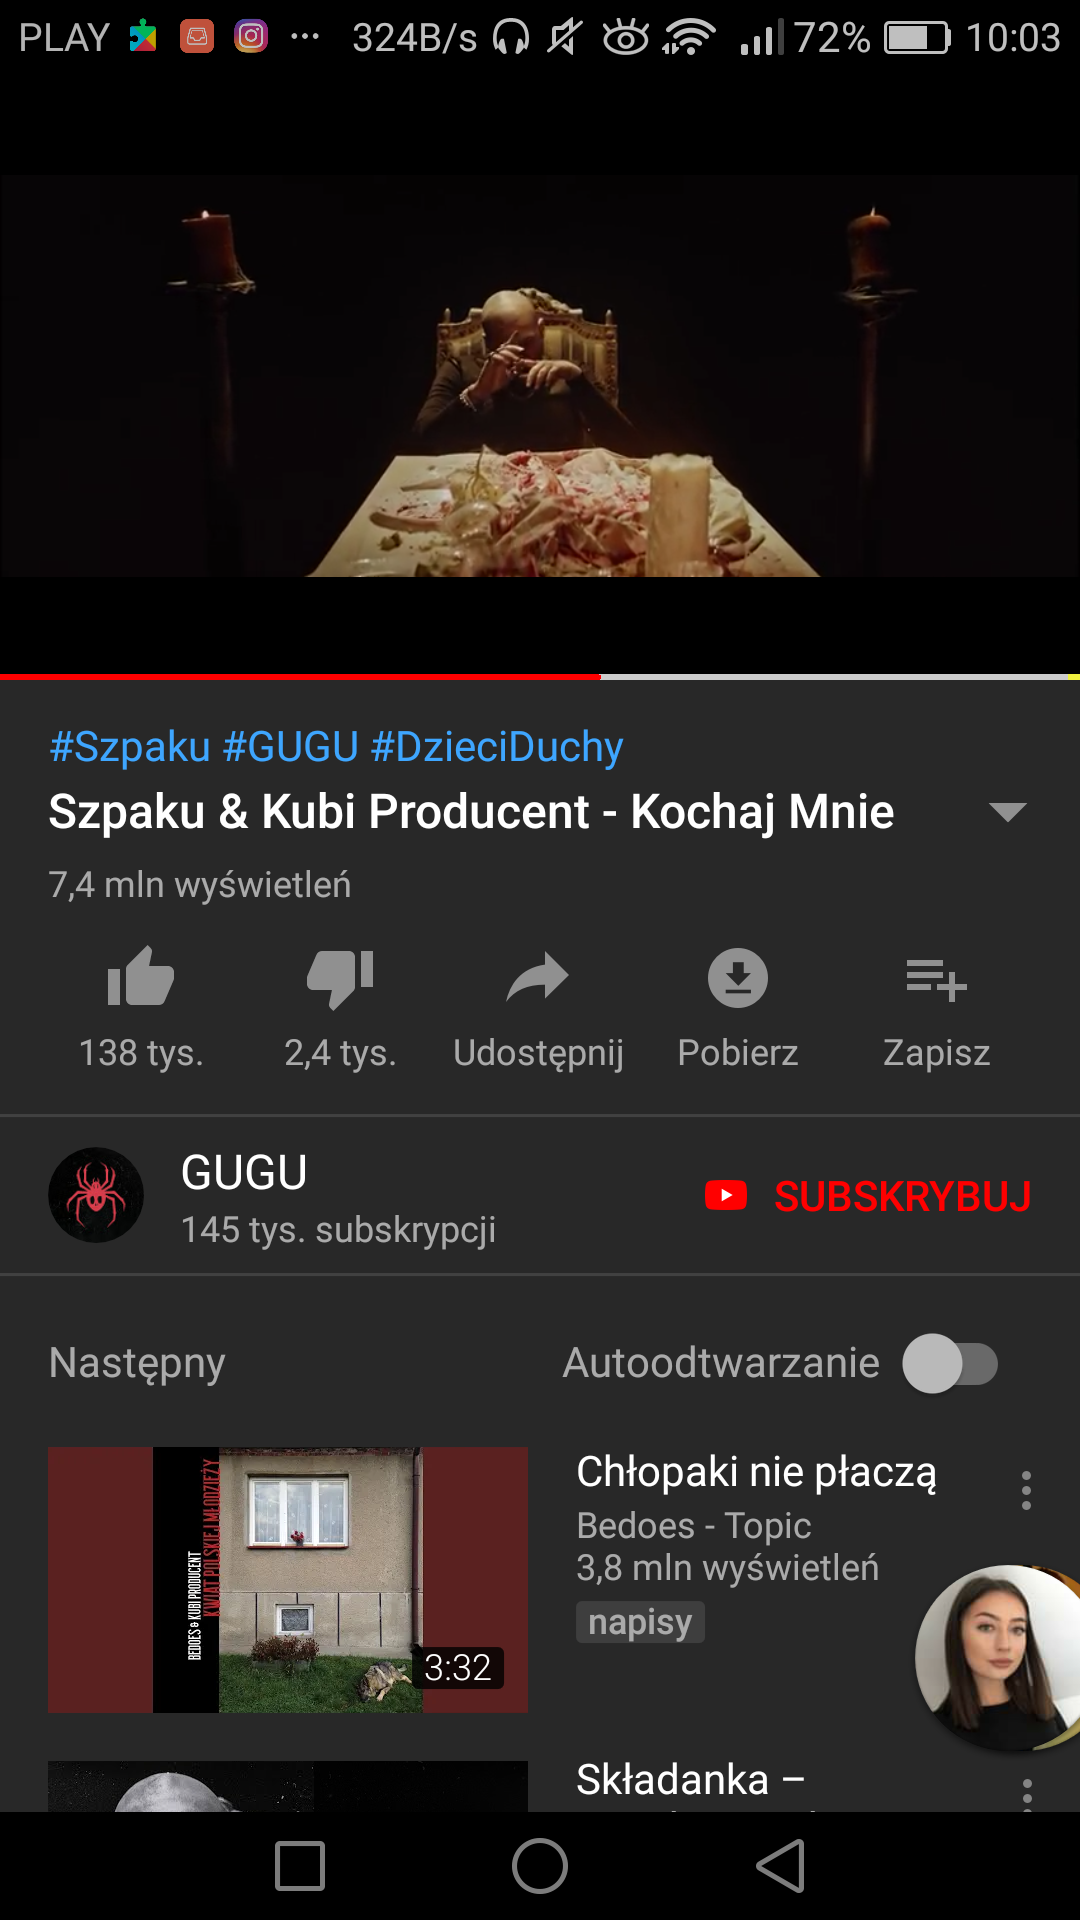 PLAY ... 324B/s 72% 10:03
#Szpaku #GUGU #DzieciDuchy
Szpaku & Kubi Producent - Kochaj Mnie
7,4 mln wyświetleń
138 tys. 2,4 tys. Udostępnij Pobierz Zapisz
GUGU
145 tys. subskrypcji
SUBSKRYBUJ
Następny Autoodtwarzanie
BEDOES & KUBI PRODUCENT
KWIAT POLSKIEJ MŁODZIEŻY
3:32
Chłopaki nie płaczą
Bedoes - Topic
3,8 mln wyświetleń
napisy
Składanka –